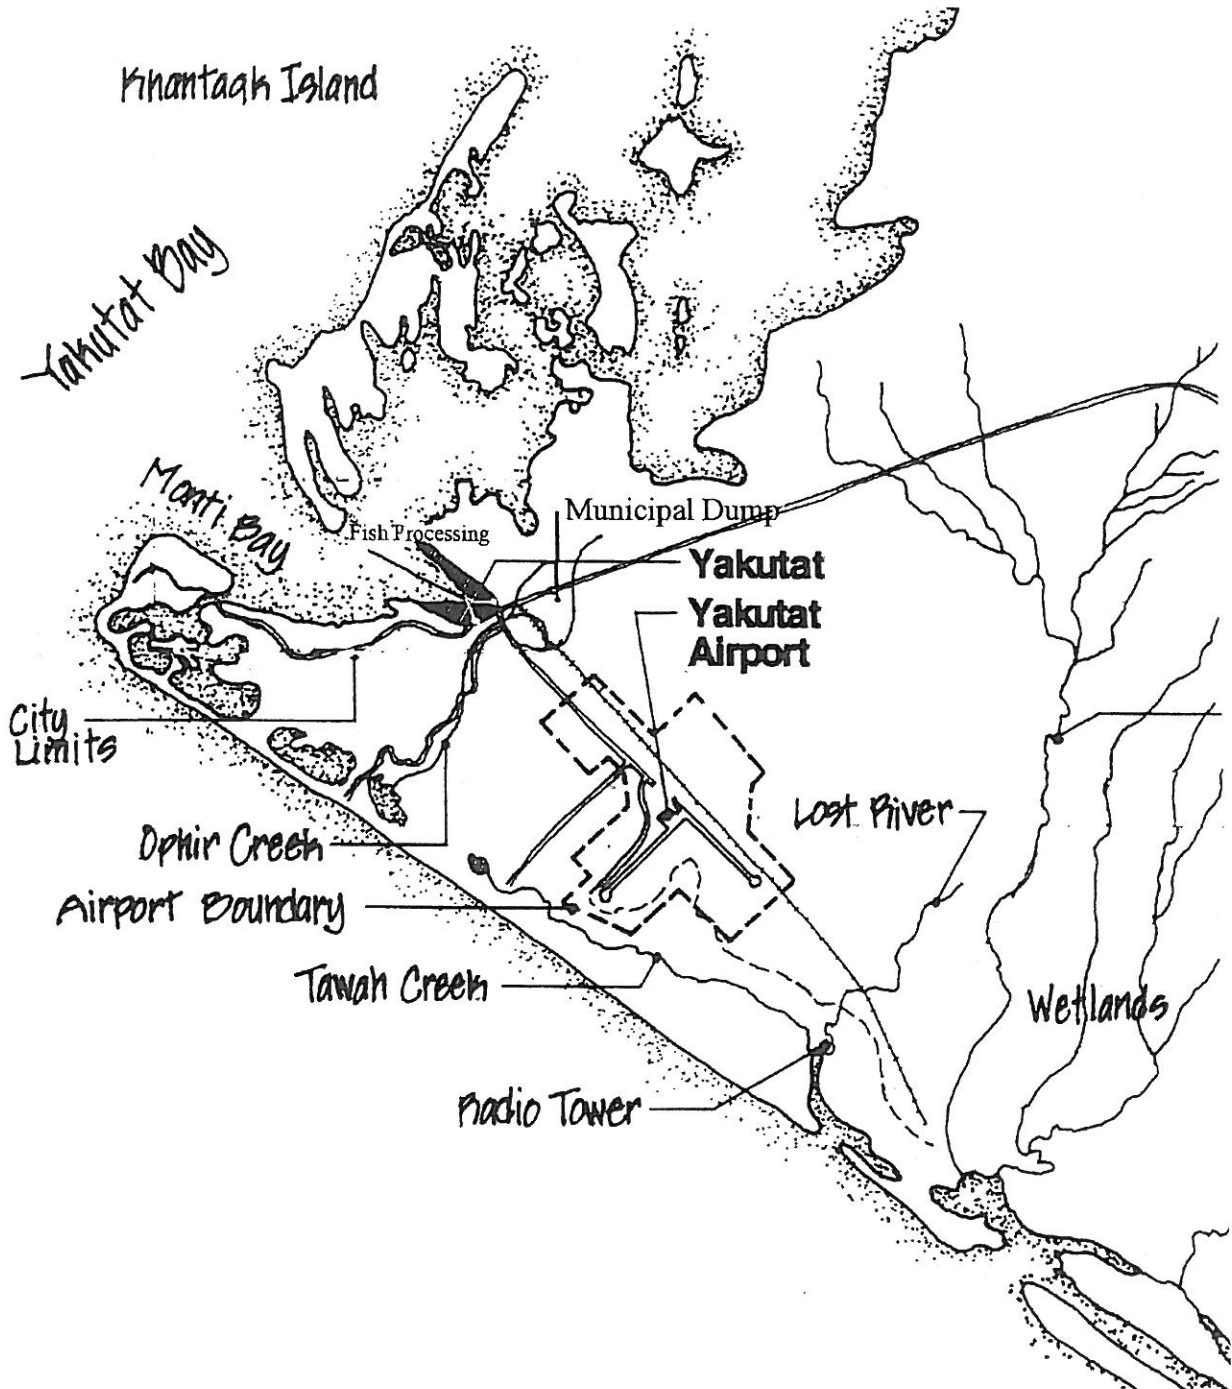 Khantaak Island
Yakutat Bay
Monti Bay
Fish Processing
Municipal Dump
Yakutat
Yakutat
Airport
City
Limits
Lost River
Ophir Creek
Airport Boundary
Tawah Creek
Wetlands
Radio Tower